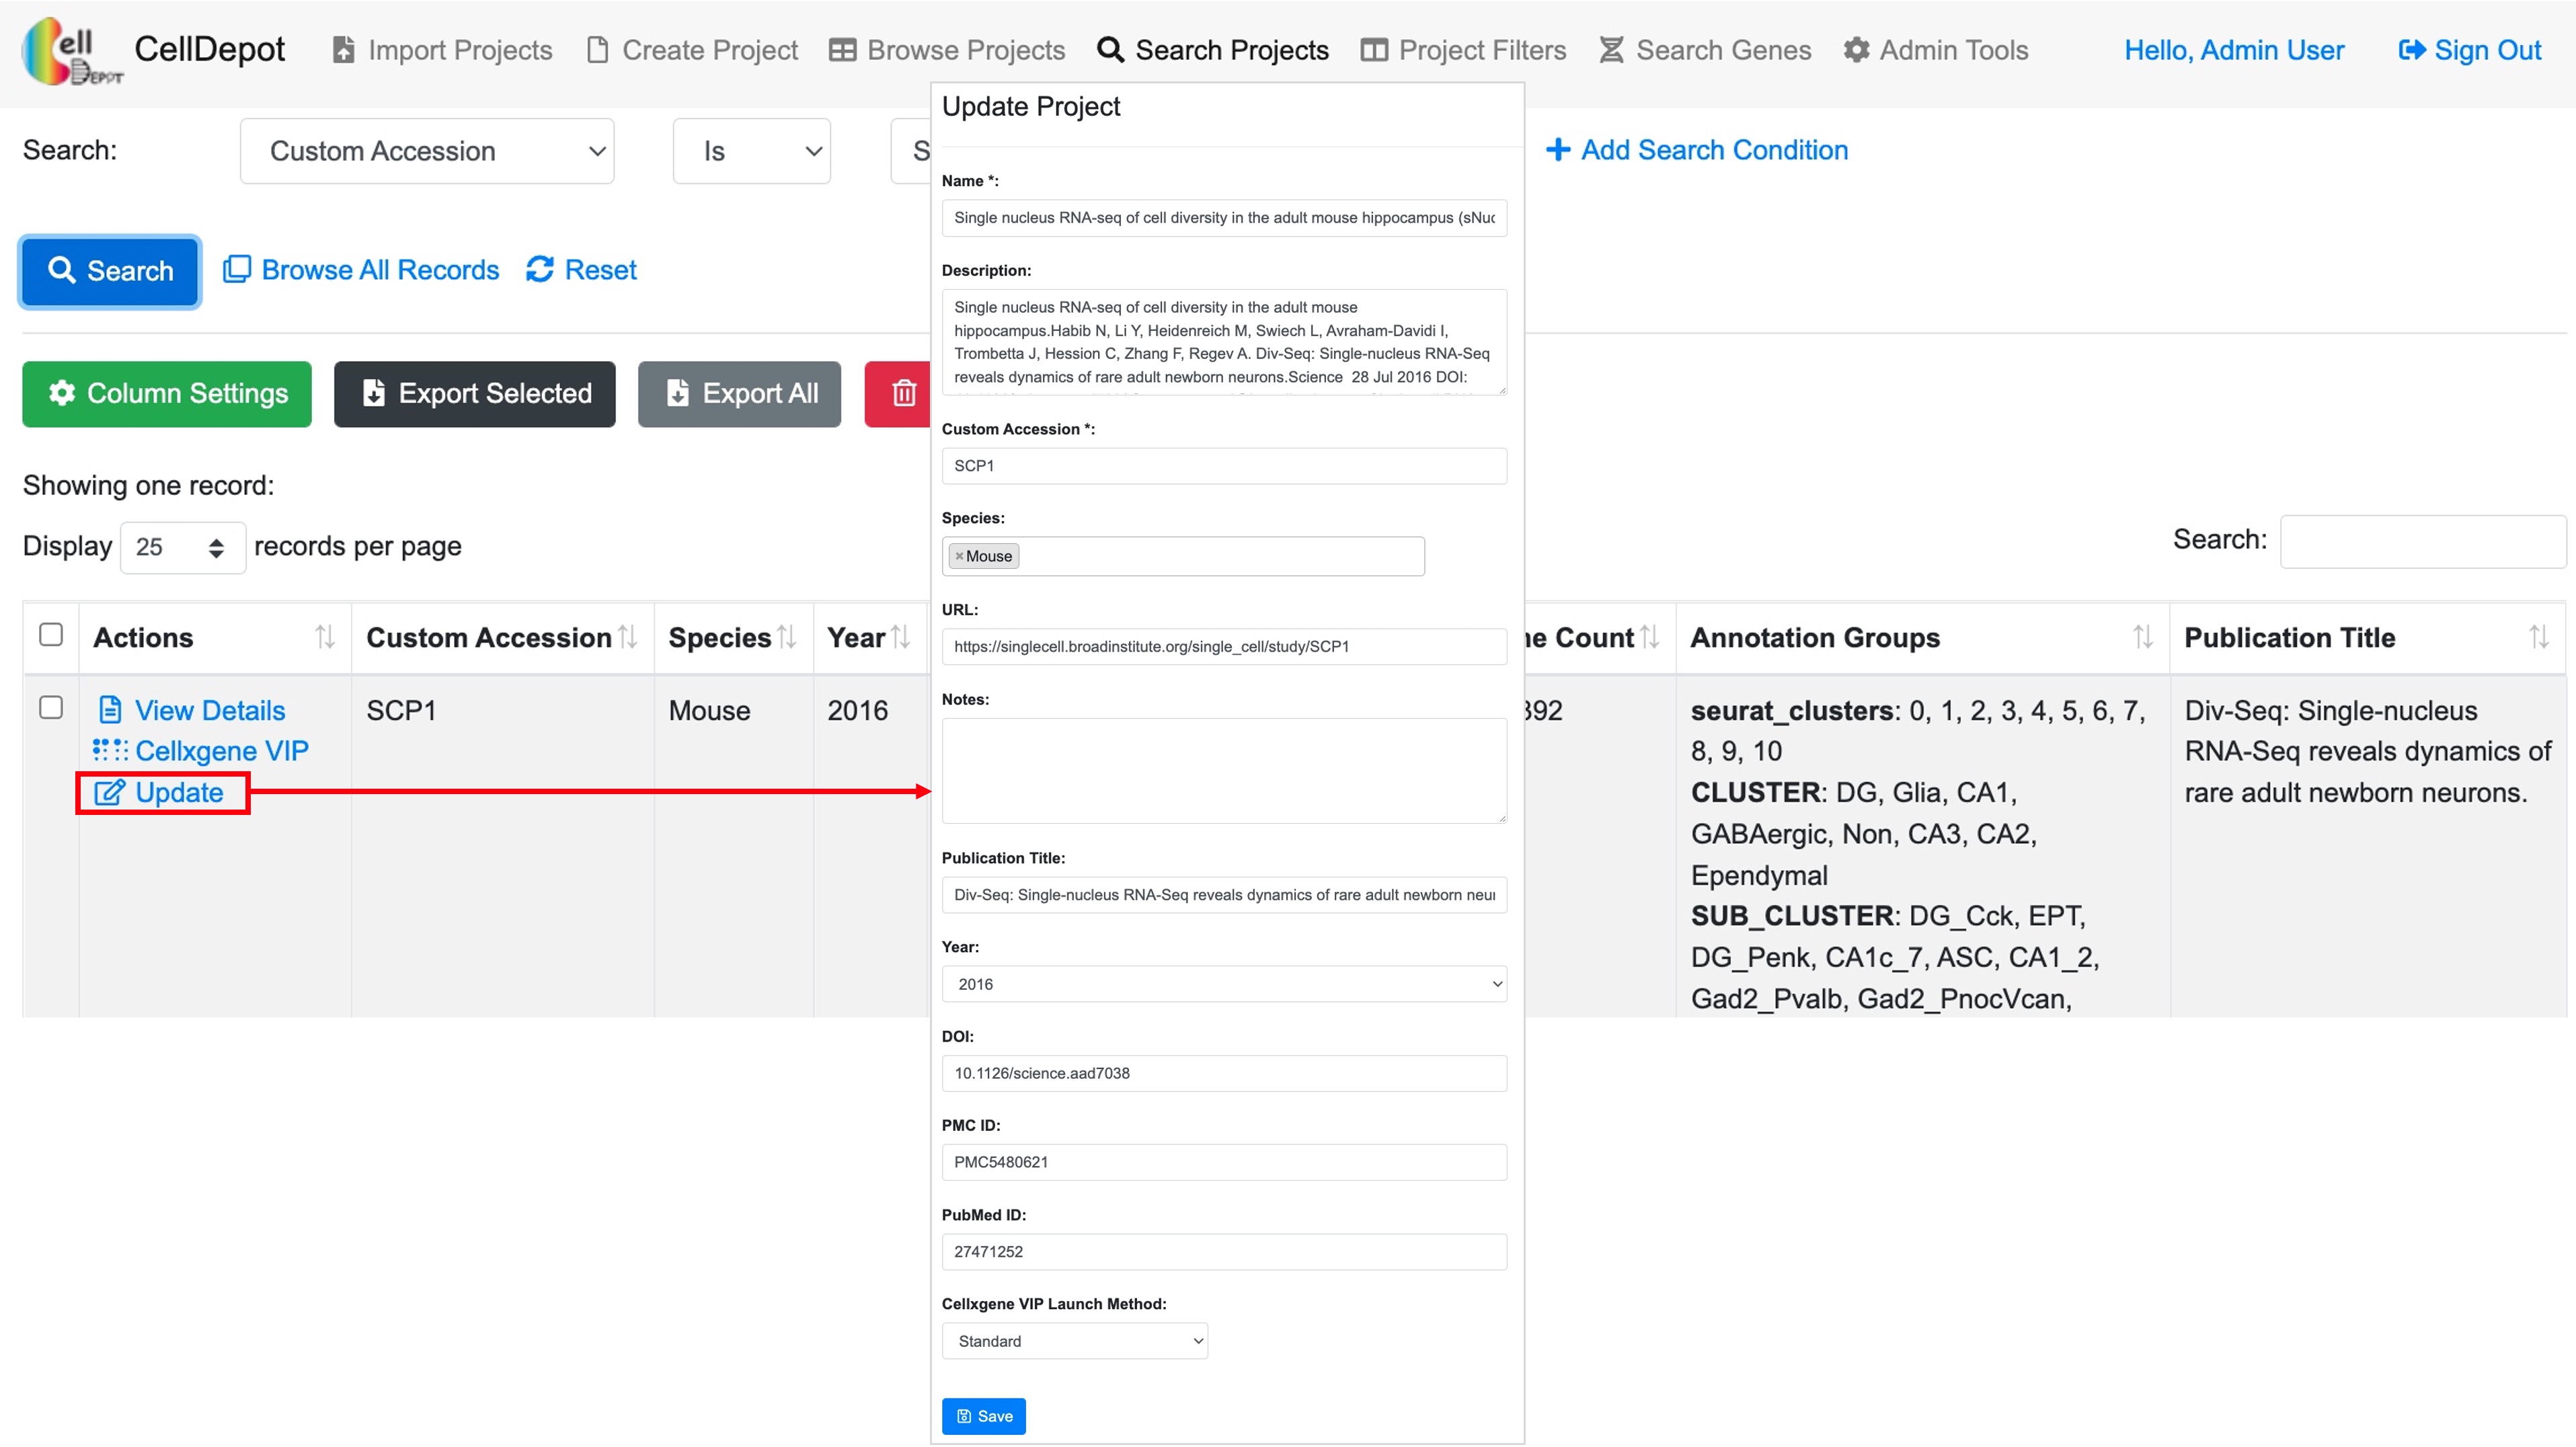 Cell Depot
CellDepot
Import Projects
Create Project
Browse Projects
Search Projects
Project Filters
Search Genes
Admin Tools
Hello, Admin User
Sign Out
Search:
Custom Accession
Is
S
Add Search Condition
Search
Browse All Records
Reset
Column Settings
Export Selected
Export All
Showing one record:
Display 25 records per page
Search:
Actions
Custom Accession
Species
Year
ne Count
Annotation Groups
Publication Title
View Details
Cellxgene VIP
Update
SCP1
Mouse
2016
392
seurat_clusters: 0, 1, 2, 3, 4, 5, 6, 7,
8, 9, 10
CLUSTER: DG, Glia, CA1,
GABAergic, Non, CA3, CA2,
Ependymal
SUB_CLUSTER: DG_Cck, EPT,
DG_Penk, CA1c_7, ASC, CA1_2,
Gad2_Pvalb, Gad2_PnocVcan,
Div-Seq: Single-nucleus
RNA-Seq reveals dynamics of
rare adult newborn neurons.
Update Project
Name *:
Single nucleus RNA-seq of cell diversity in the adult mouse hippocampus (sNuc
Description:
Single nucleus RNA-seq of cell diversity in the adult mouse
hippocampus.Habib N, Li Y, Heidenreich M, Swiech L, Avraham-Davidi I,
Trombetta J, Hession C, Zhang F, Regev A. Div-Seq: Single-nucleus RNA-Seq
reveals dynamics of rare adult newborn neurons.Science 28 Jul 2016 DOI:
Custom Accession *:
SCP1
Species:
× Mouse
URL:
https://singlecell.broadinstitute.org/single_cell/study/SCP1
Notes:
Publication Title:
Div-Seq: Single-nucleus RNA-Seq reveals dynamics of rare adult newborn neu
Year:
2016
DOI:
10.1126/science.aad7038
PMC ID:
PMC5480621
PubMed ID:
27471252
Cellxgene VIP Launch Method:
Standard
Save